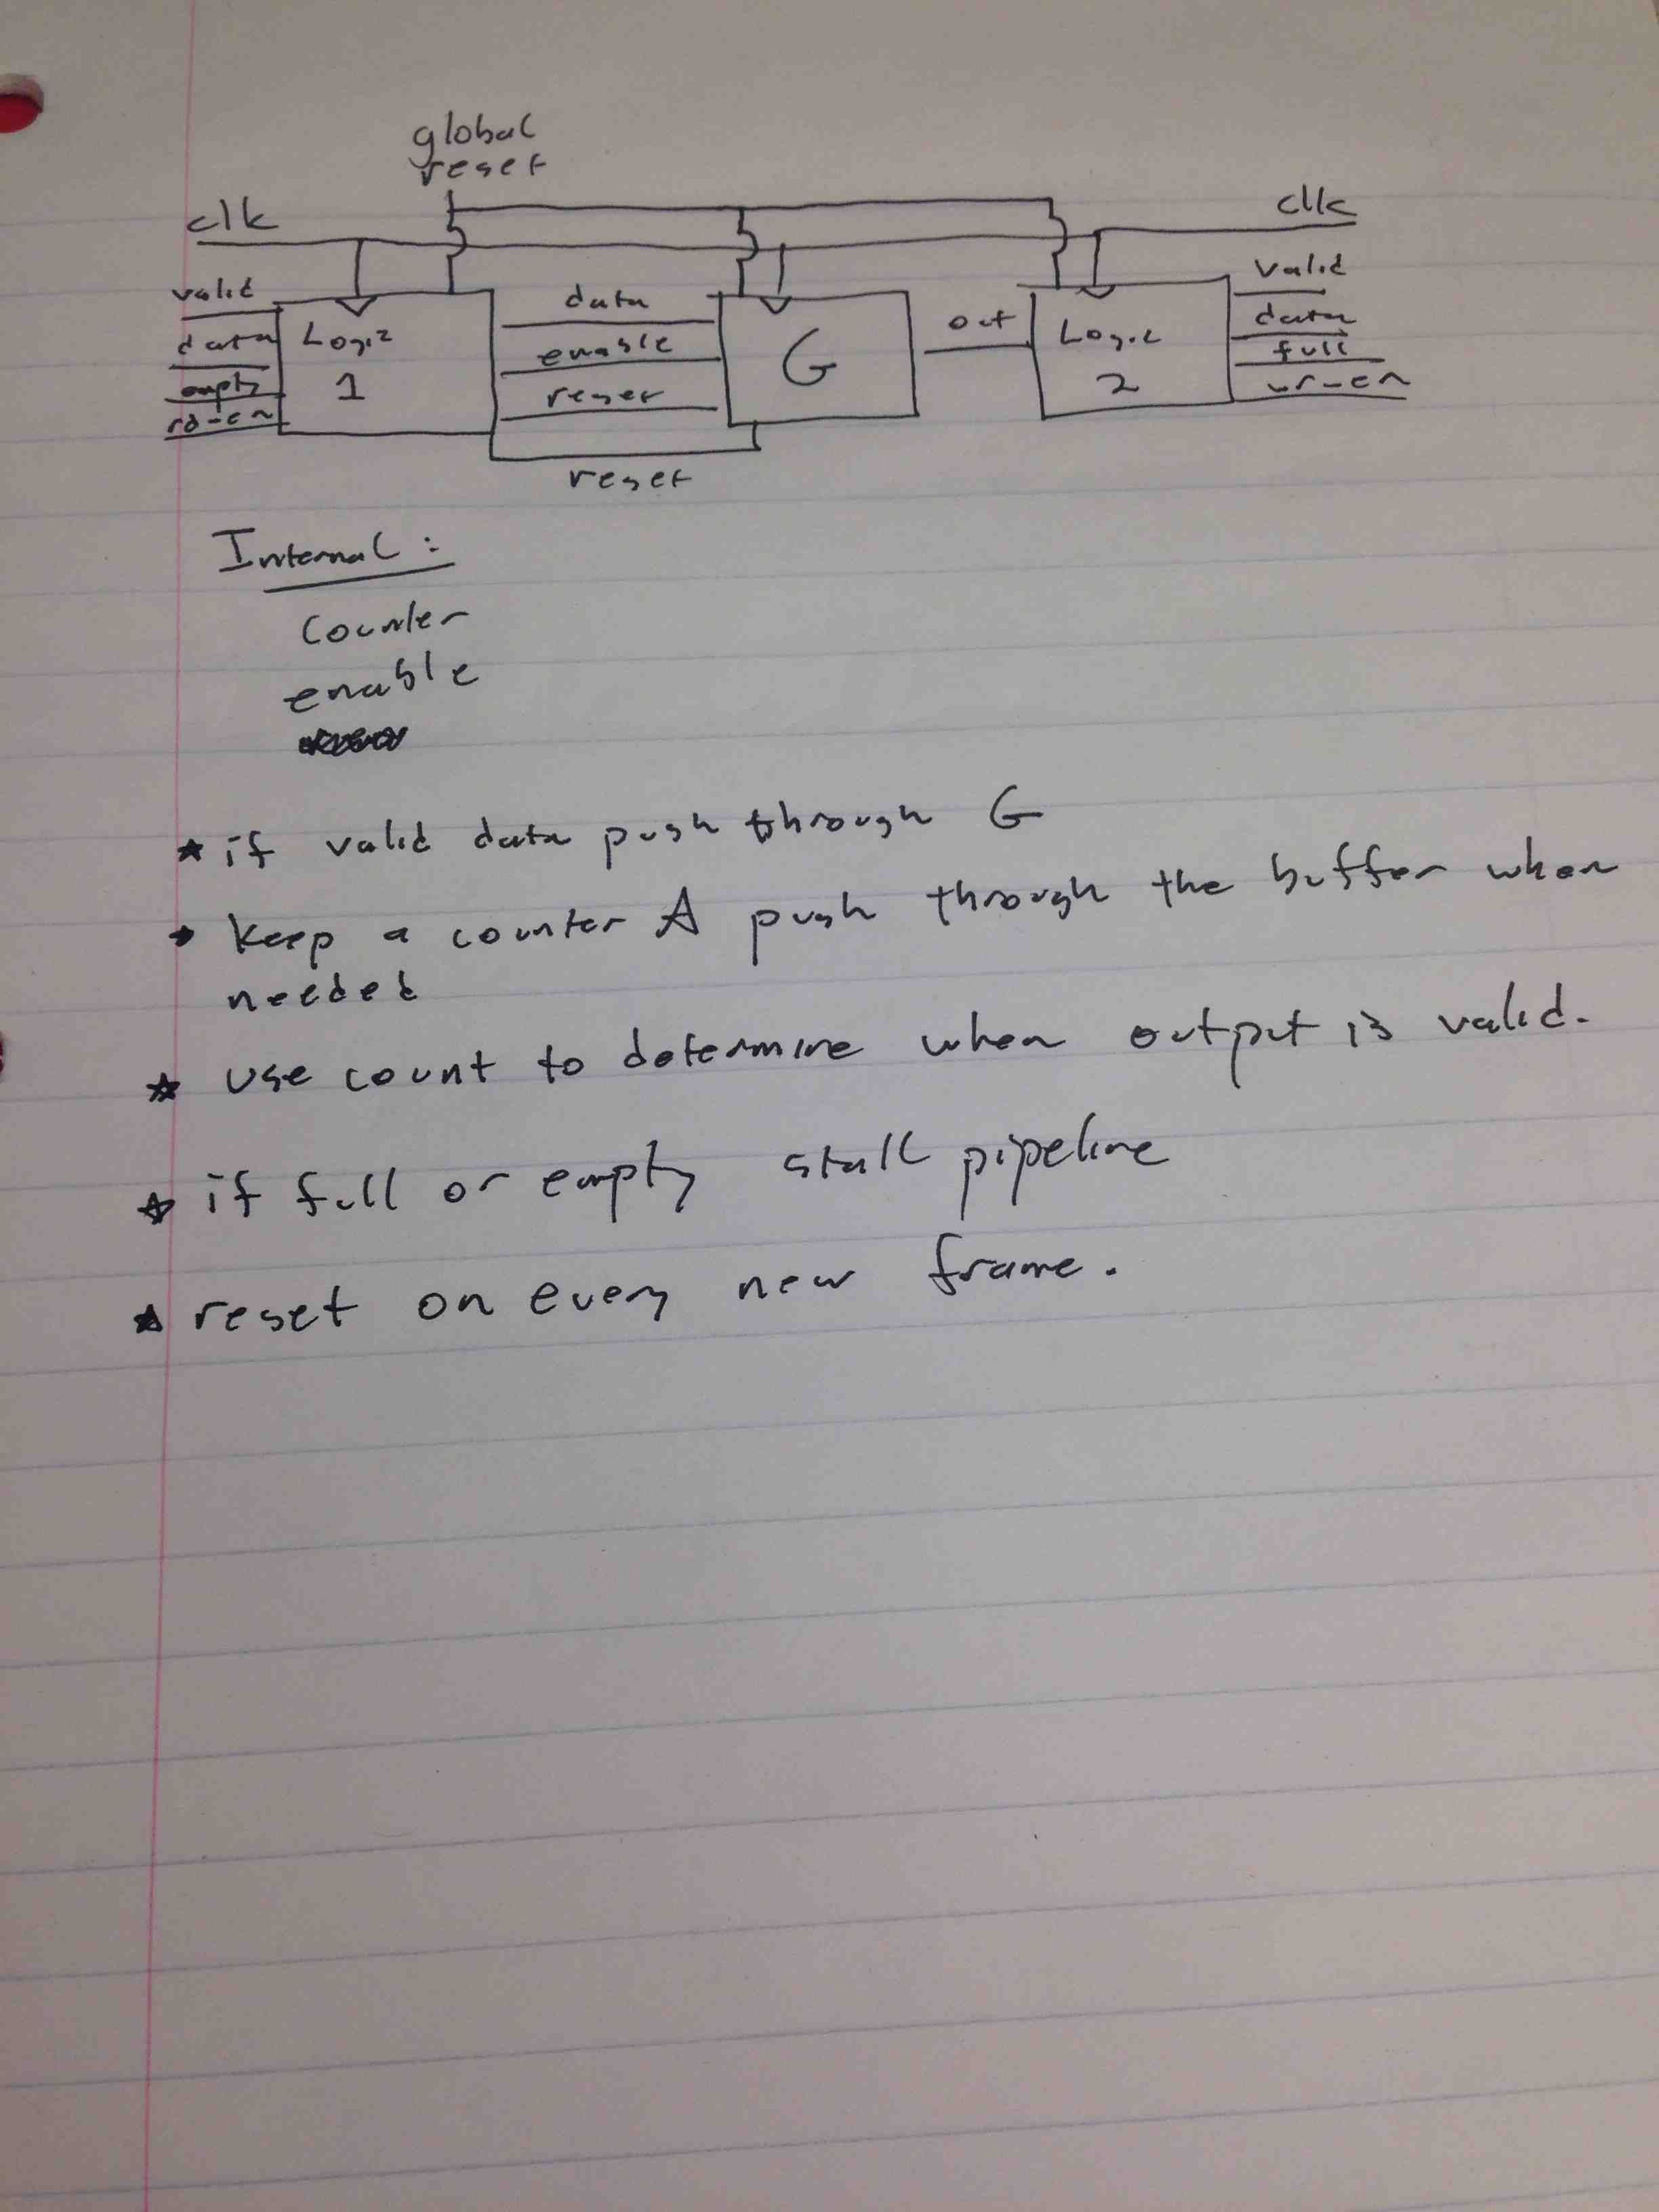 global
reset
clk
clk
valid
data
empty
rd-en
Logic
1
data
enable
reset
G
out
Logic
2
valid
data
full
wr-en
reset
Internal:
Counter
enable
* if valid data push through G
* keep a counter & push through the buffer when
needed
* use count to determine when output is valid.
* if full or empty stall pipeline
* reset on every new frame.